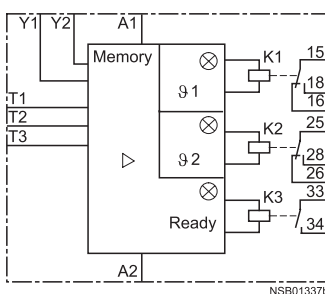 Y1 Y2 A1
Memory K1 15
ϑ1 18
T1 16
T2 K2 25
T3 ϑ2 28
26
K3 33
Ready 34
A2
NSB01337b